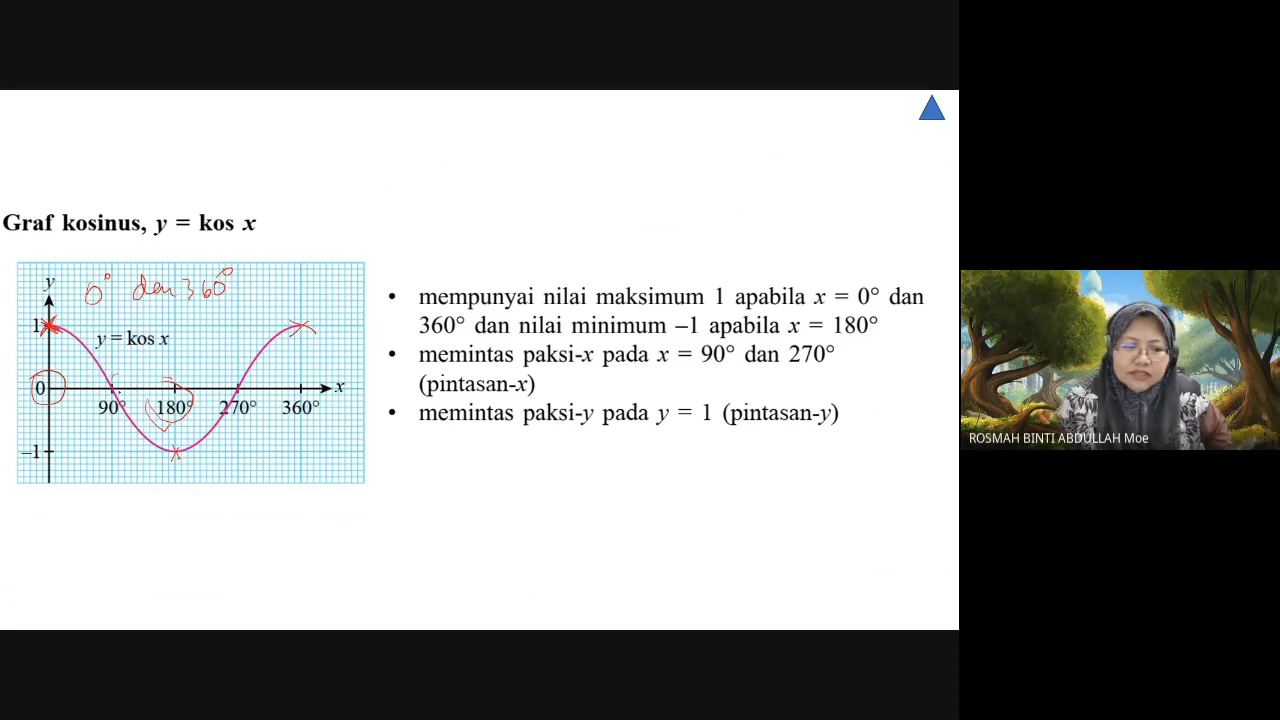 Graf kosinus, y = kos x
0° dan 360°
y
1
y = kos x
0
x
90° 180° 270° 360°
–1
• mempunyai nilai maksimum 1 apabila x = 0° dan
360° dan nilai minimum –1 apabila x = 180°
• memintas paksi-x pada x = 90° dan 270°
(pintasan-x)
• memintas paksi-y pada y = 1 (pintasan-y)
ROSMAH BINTI ABDULLAH Moe